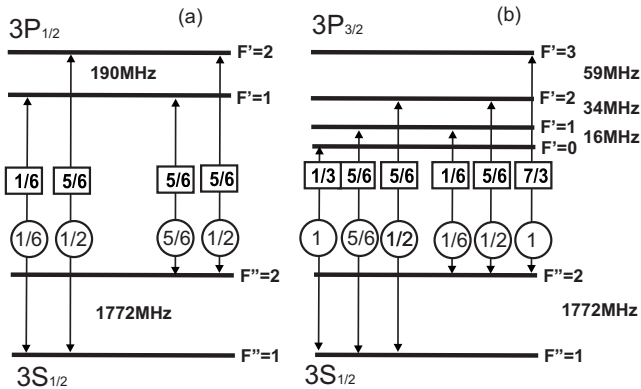 (a)
3P1/2
F'=2
190MHz
F'=1
1/6 5/6 5/6 5/6
1/6 1/2 5/6 1/2
F"=2
1772MHz
F"=1
3S1/2
(b)
3P3/2
F'=3
59MHz
F'=2
34MHz
F'=1
16MHz
F'=0
1/3 5/6 5/6 1/6 5/6 7/3
1 5/6 1/2 1/6 1/2 1
F"=2
1772MHz
F"=1
3S1/2